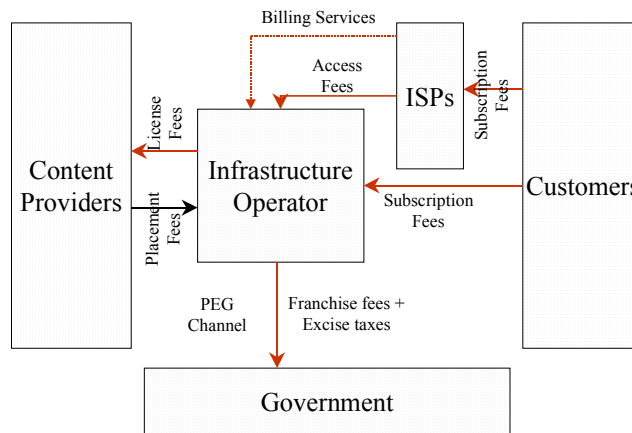 Billing Services
Access
Fees
ISPs
Subscription
Fees
License
Fees
Content
Providers
Infrastructure
Operator
Customers
Subscription
Fees
Placement
Fees
PEG
Channel
Franchise fees +
Excise taxes
Government